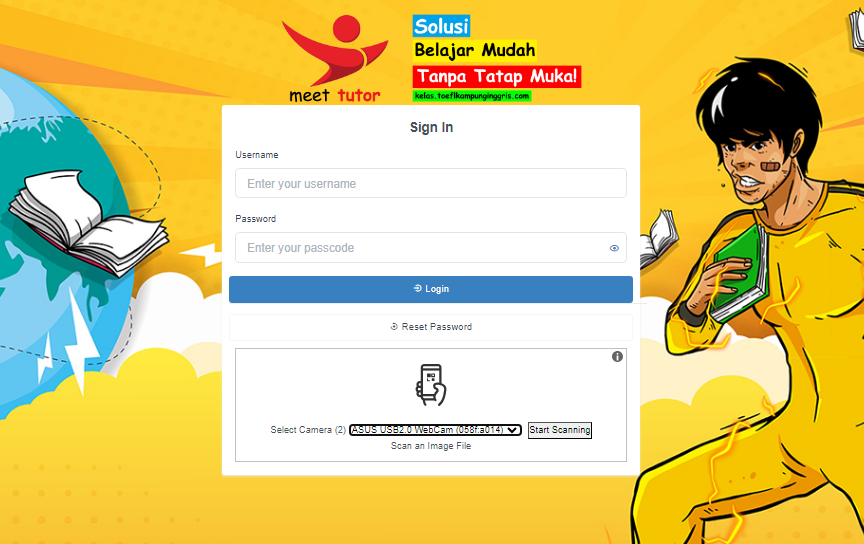 Solusi
Belajar Mudah
Tanpa Tatap Muka!
kelas.toeflkampunginggris.com
meet tutor
Sign In
Username
Enter your username
Password
Enter your passcode
Login
Reset Password
Select Camera (2) ASUS USB2.0 WebCam (058f:a014) Start Scanning
Scan an Image File